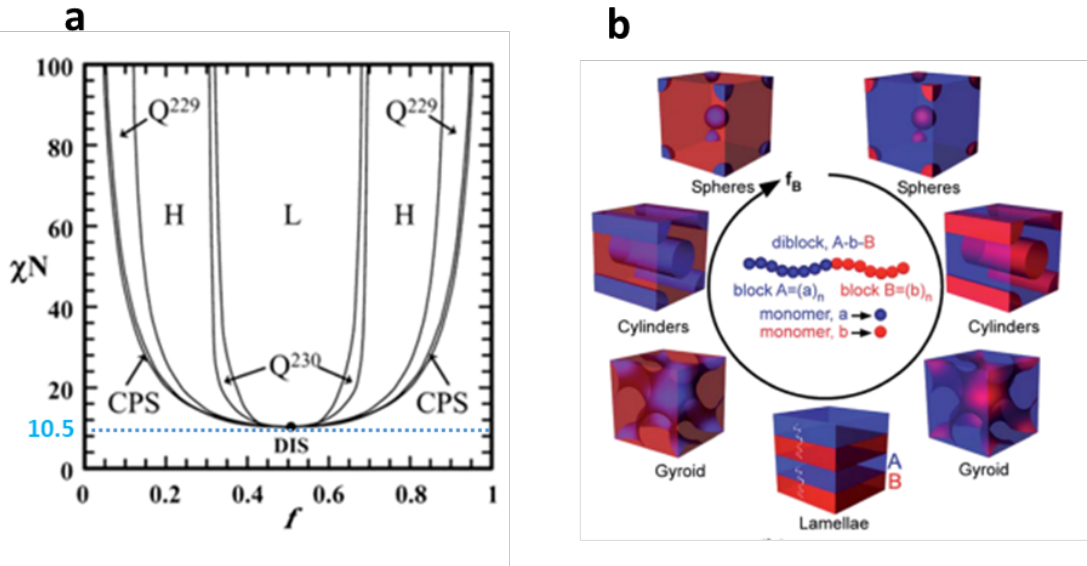 a
100
80
60
40
20
0
χN
10.5
Q229
Q229
H
L
H
Q230
CPS
CPS
DIS
0
0.2
0.4
0.6
0.8
1
f
b
Spheres
fB
Spheres
diblock, A-b-B
block A=(a)n
block B=(b)n
monomer, a
monomer, b
Cylinders
Cylinders
Gyroid
Gyroid
A
B
Lamellae